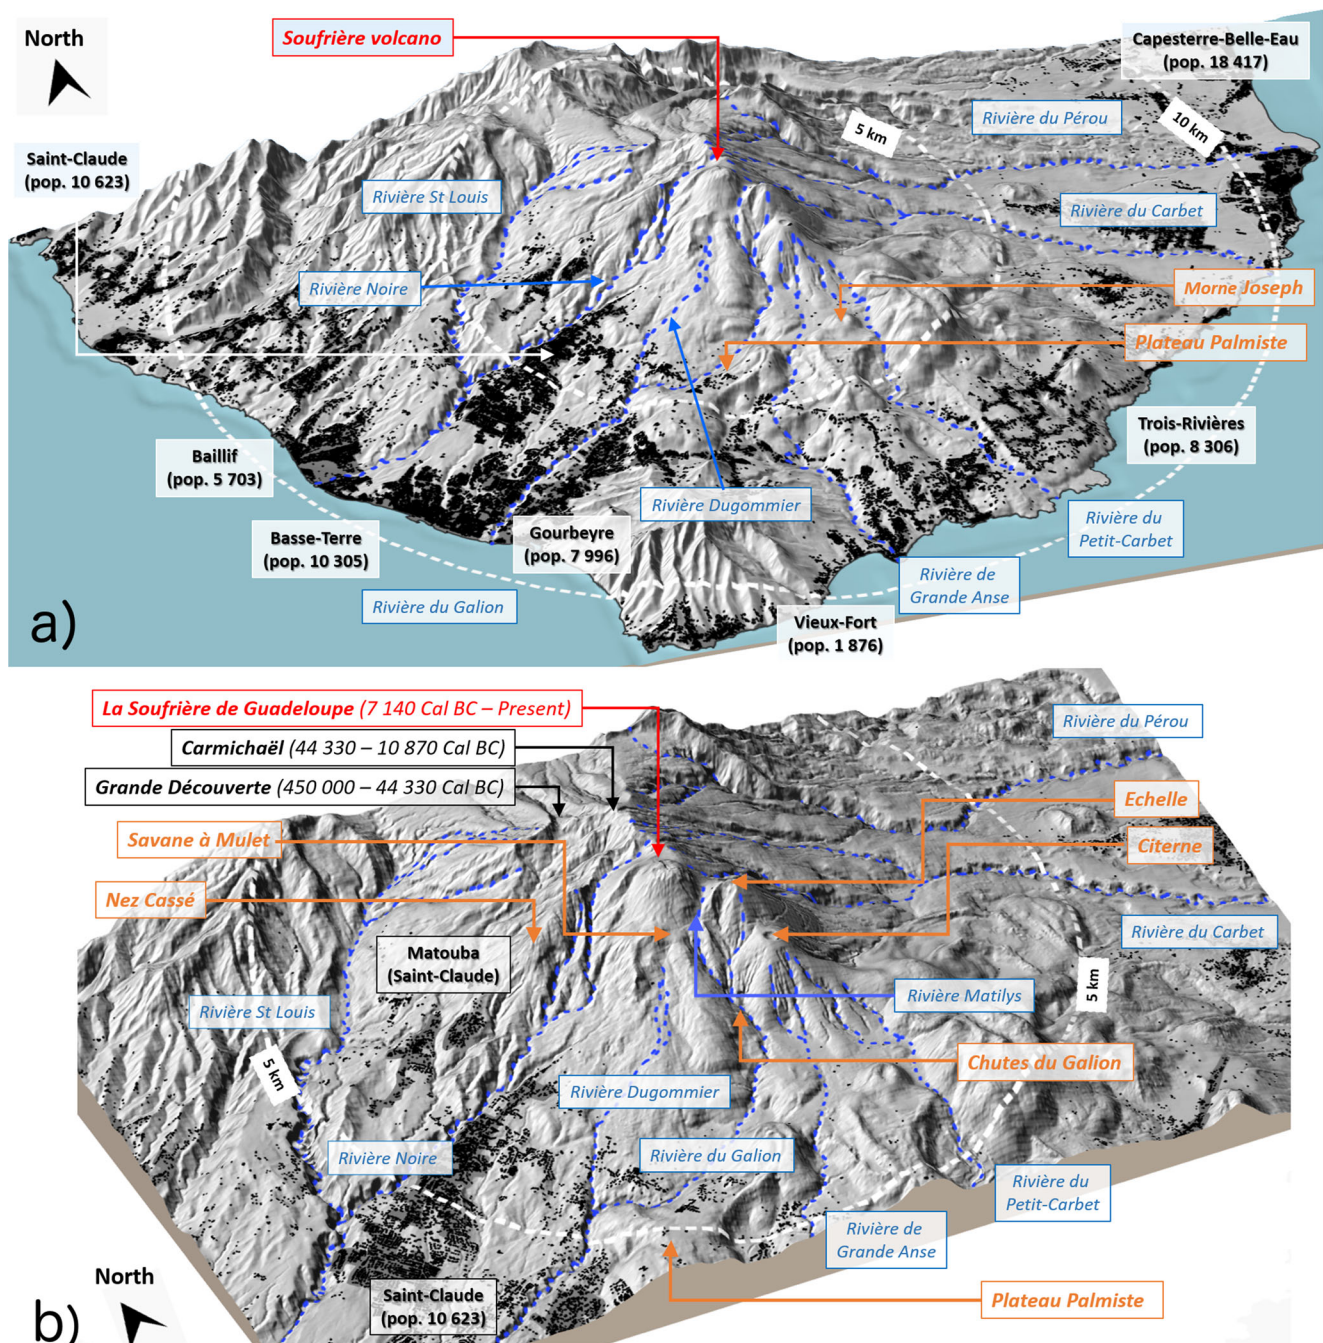 North
Soufrière volcano
Capesterre-Belle-Eau
(pop. 18 417)
Rivière du Pérou
5 km
10 km
Saint-Claude
(pop. 10 623)
Rivière St Louis
Rivière du Carbet
Rivière Noire
Morne Joseph
Plateau Palmiste
Trois-Rivières
(pop. 8 306)
Baillif
(pop. 5 703)
Rivière Dugommier
Basse-Terre
(pop. 10 305)
Gourbeyre
(pop. 7 996)
Rivière du
Petit-Carbet
Rivière du Galion
Rivière de
Grande Anse
a)
Vieux-Fort
(pop. 1 876)
La Soufrière de Guadeloupe (7 140 Cal BC – Present)
Rivière du Pérou
Carmichaël (44 330 – 10 870 Cal BC)
Grande Découverte (450 000 – 44 330 Cal BC)
Echelle
Savane à Mulet
Citerne
Nez Cassé
Rivière du Carbet
Matouba
(Saint-Claude)
Rivière Matilys
5 km
Rivière St Louis
5 km
Chutes du Galion
Rivière Dugommier
Rivière Noire
Rivière du Galion
Rivière du
Petit-Carbet
Rivière de
Grande Anse
North
b)
Saint-Claude
(pop. 10 623)
Plateau Palmiste